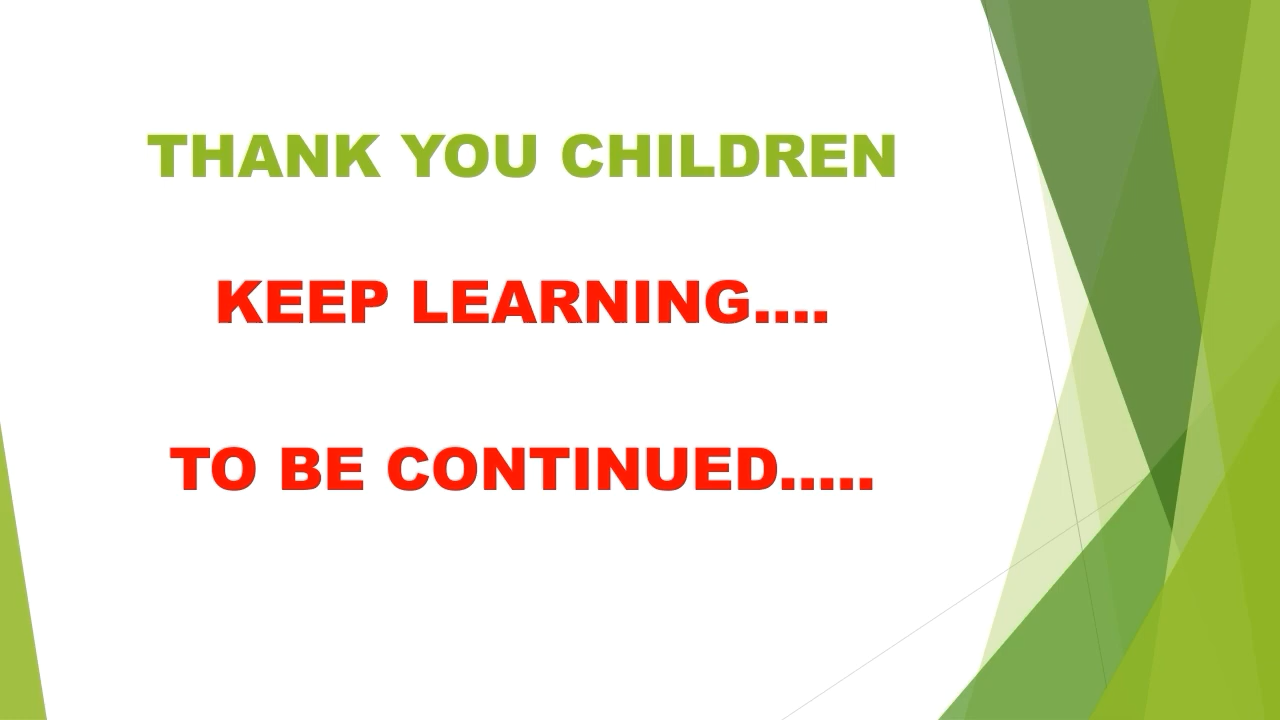 THANK YOU CHILDREN
KEEP LEARNING....
TO BE CONTINUED.....